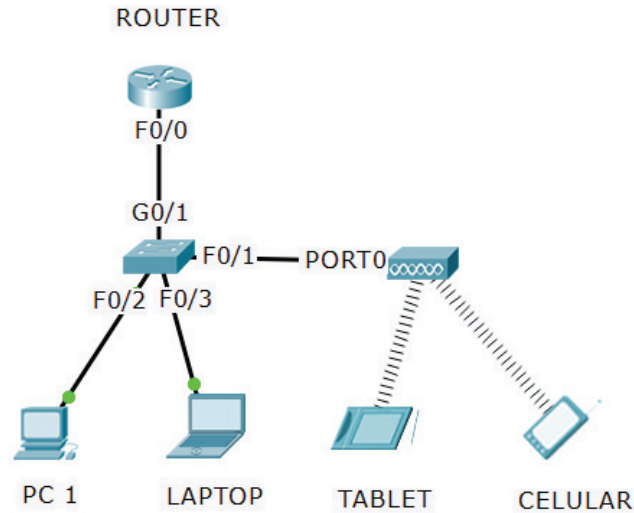 ROUTER
F0/0
G0/1
F0/1
PORT0
F0/2
F0/3
PC 1
LAPTOP
TABLET
CELULAR